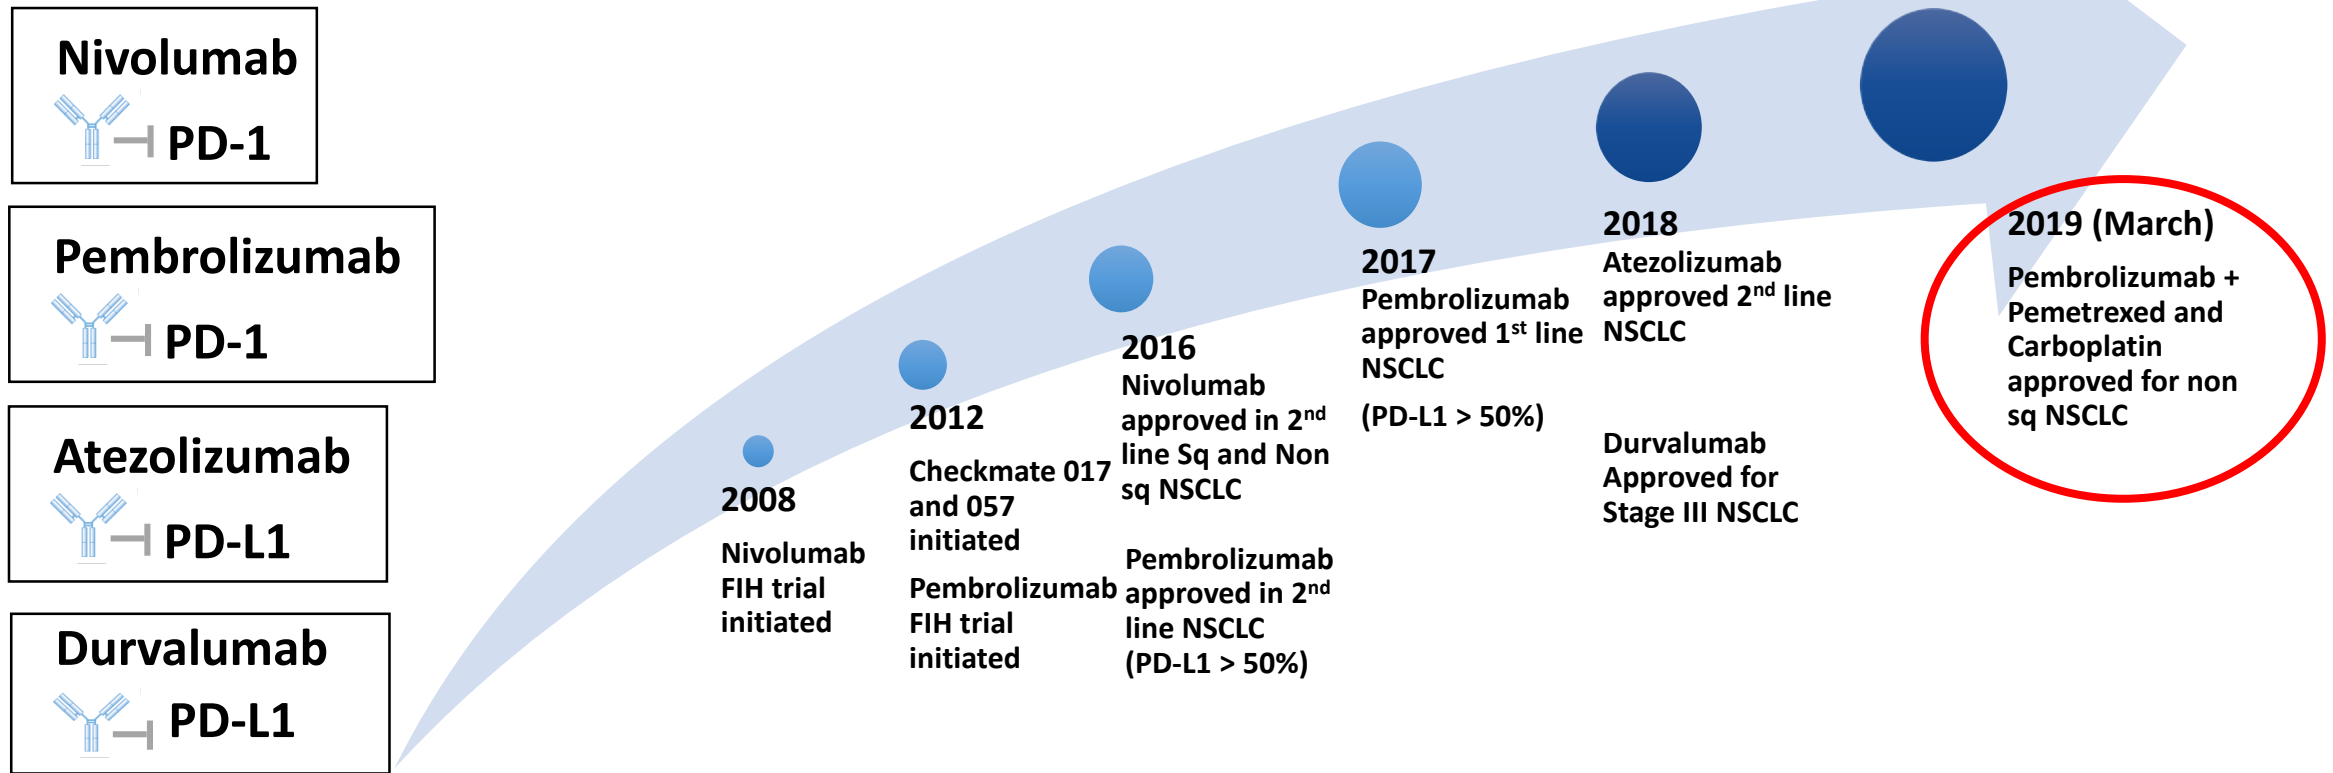 Nivolumab
PD-1
Pembrolizumab
PD-1
Atezolizumab
PD-L1
Durvalumab
PD-L1
2008
Nivolumab
FIH trial
initiated
2012
Checkmate 017
and 057
initiated
Pembrolizumab
FIH trial
initiated
2016
Nivolumab
approved in 2nd
line Sq and Non
sq NSCLC
Pembrolizumab
approved in 2nd
line NSCLC
(PD-L1 > 50%)
2017
Pembrolizumab
approved 1st line
NSCLC
(PD-L1 > 50%)
2018
Atezolizumab
approved 2nd line
NSCLC
Durvalumab
Approved for
Stage III NSCLC
2019 (March)
Pembrolizumab +
Pemetrexed and
Carboplatin
approved for non
sq NSCLC